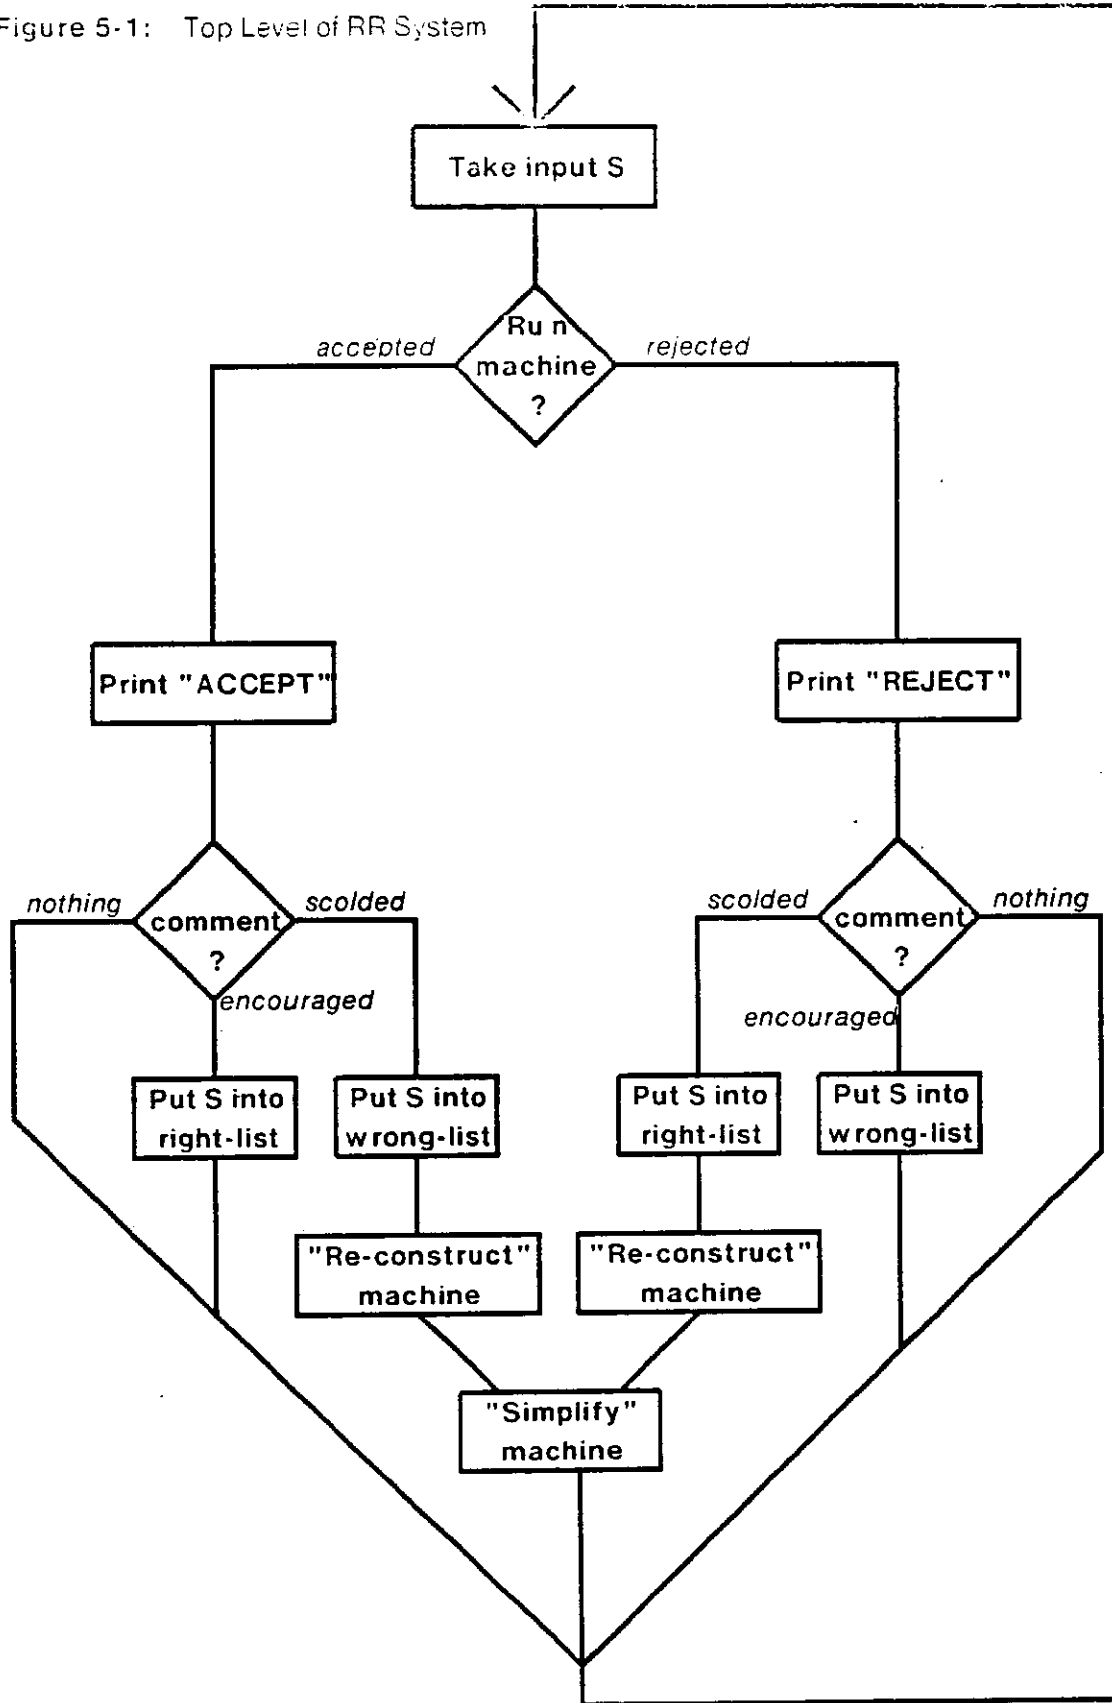 Figure 5-1: Top Level of RR System
Take input S
Run
machine
?
accepted
rejected
Print "ACCEPT"
Print "REJECT"
nothing
comment
?
scolded
encouraged
scolded
comment
?
nothing
encouraged
Put S into
right-list
Put S into
wrong-list
Put S into
right-list
Put S into
wrong-list
"Re-construct"
machine
"Re-construct"
machine
"Simplify"
machine